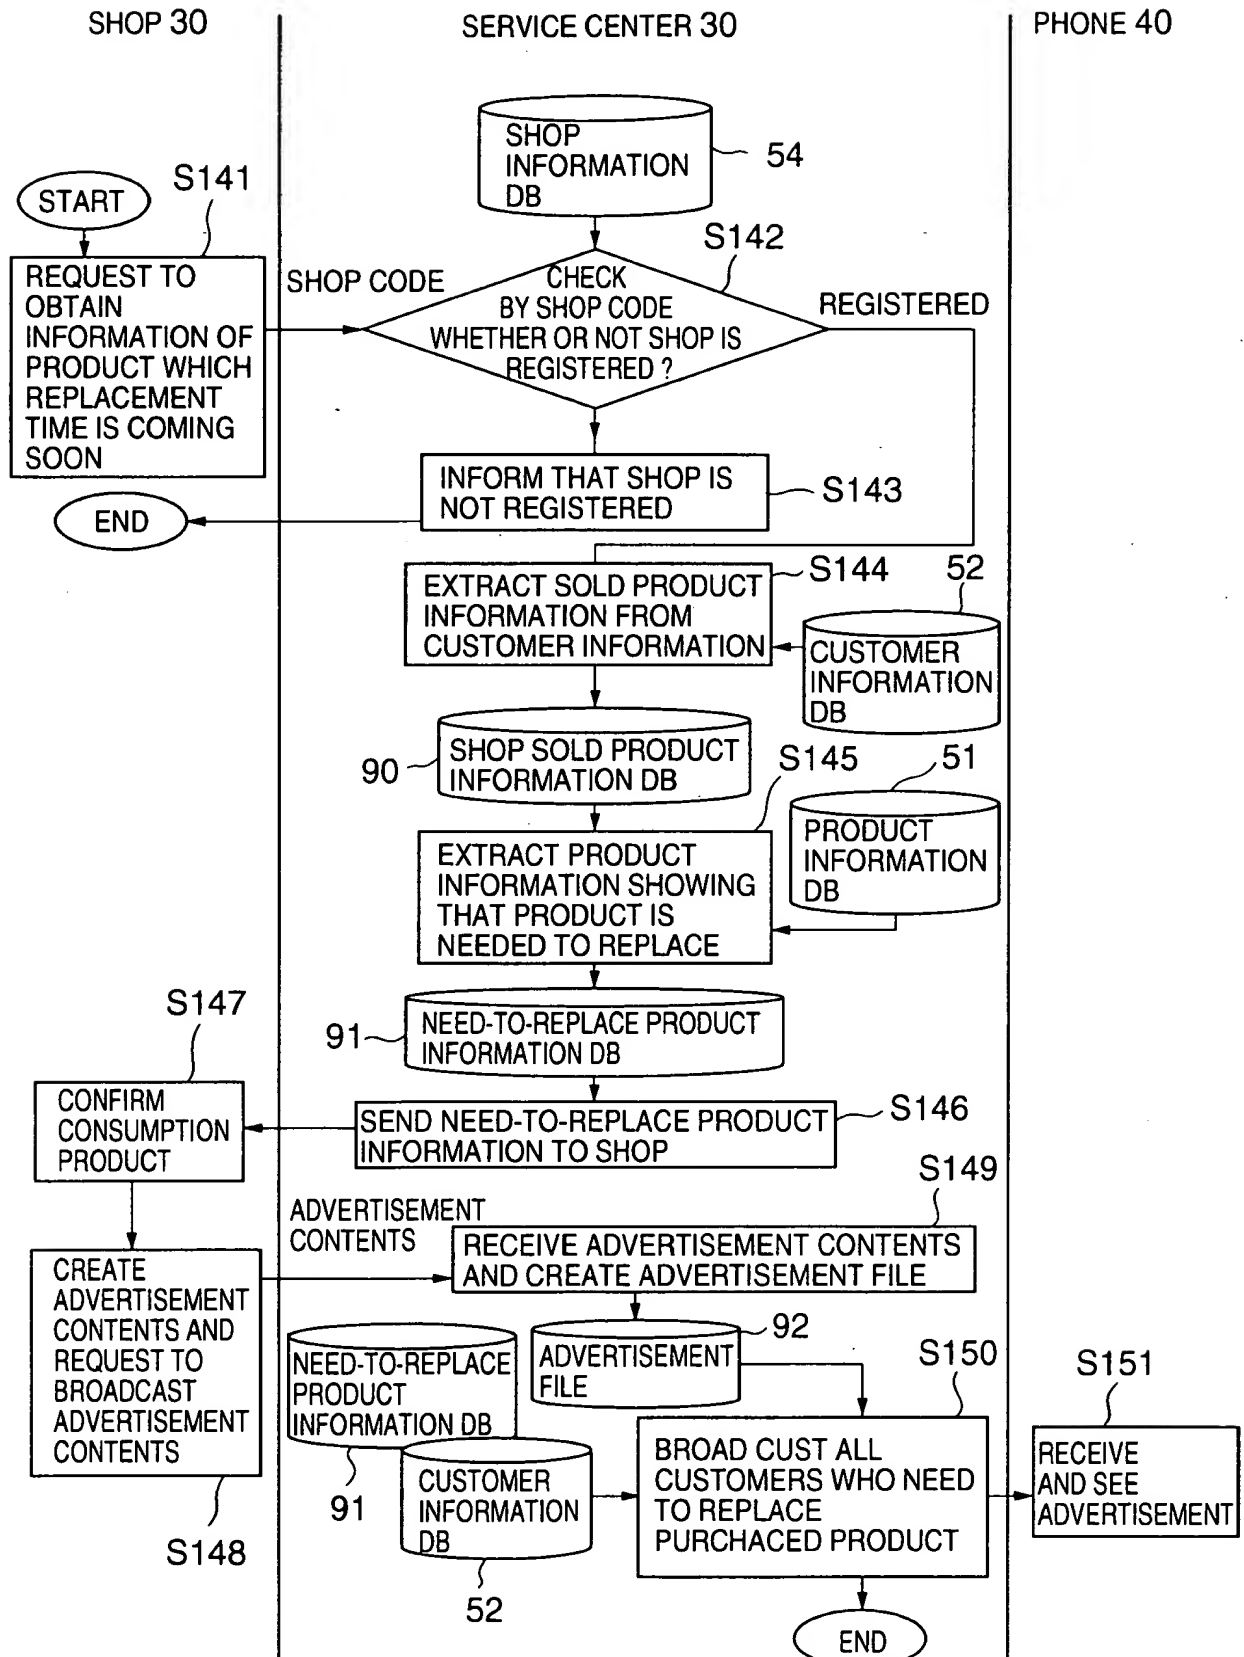 SHOP 30
SERVICE CENTER 30
PHONE 40
SHOP
INFORMATION
DB
54
S141
START
S142
REQUEST TO
OBTAIN
INFORMATION OF
PRODUCT WHICH
REPLACEMENT
TIME IS COMING
SOON
SHOP CODE
CHECK
BY SHOP CODE
WHETHER OR NOT SHOP IS
REGISTERED ?
REGISTERED
INFORM THAT SHOP IS
NOT REGISTERED
S143
END
S144
52
EXTRACT SOLD PRODUCT
INFORMATION FROM
CUSTOMER INFORMATION
CUSTOMER
INFORMATION
DB
SHOP SOLD PRODUCT
INFORMATION DB
90
S145
51
EXTRACT PRODUCT
INFORMATION SHOWING
THAT PRODUCT IS
NEEDED TO REPLACE
PRODUCT
INFORMATION
DB
S147
91
NEED-TO-REPLACE PRODUCT
INFORMATION DB
CONFIRM
CONSUMPTION
PRODUCT
SEND NEED-TO-REPLACE PRODUCT
INFORMATION TO SHOP
S146
S149
ADVERTISEMENT
CONTENTS
RECEIVE ADVERTISEMENT CONTENTS
AND CREATE ADVERTISEMENT FILE
CREATE
ADVERTISEMENT
CONTENTS AND
REQUEST TO
BROADCAST
ADVERTISEMENT
CONTENTS
S148
92
ADVERTISEMENT
FILE
NEED-TO-REPLACE
PRODUCT
INFORMATION DB
91
CUSTOMER
INFORMATION
DB
52
S150
BROAD CUST ALL
CUSTOMERS WHO NEED
TO REPLACE
PURCHASED PRODUCT
S151
RECEIVE
AND SEE
ADVERTISEMENT
END